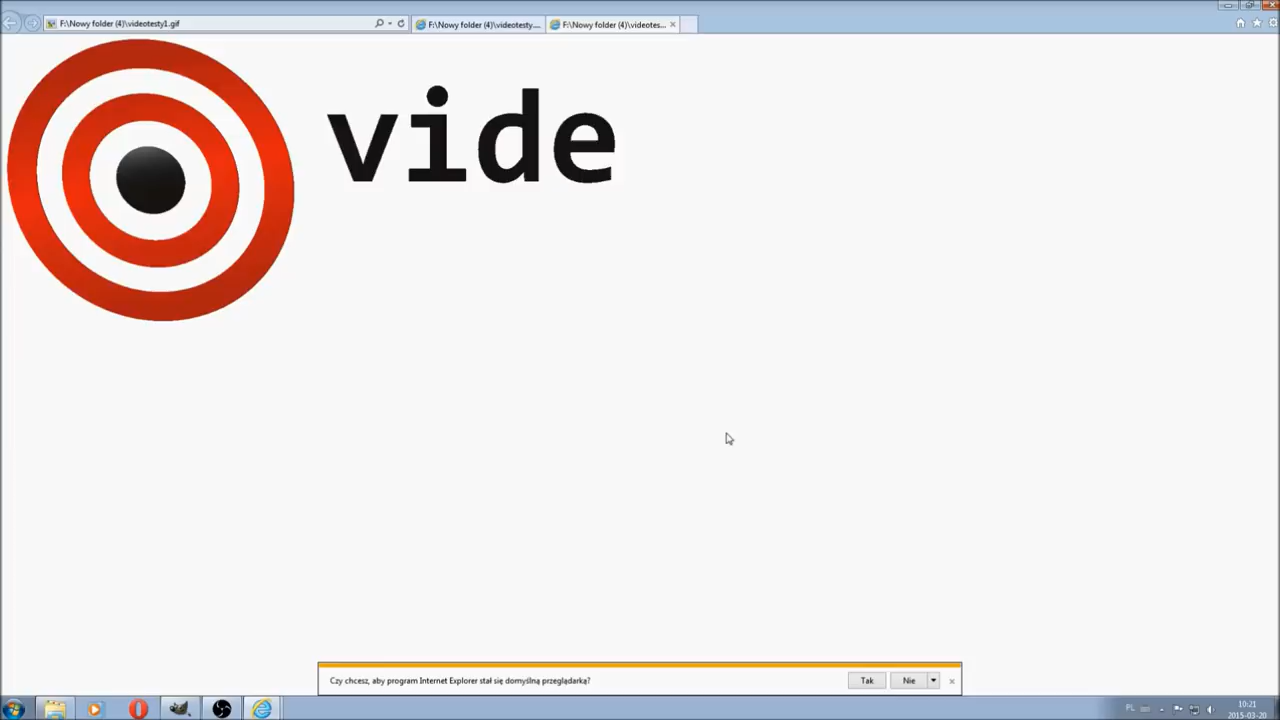 F:\Nowy folder (4)\videotesty1.gif
F:\Nowy folder (4)\videotesty....
F:\Nowy folder (4)\videotes...
vide
Czy chcesz, aby program Internet Explorer stał się domyślną przeglądarką?
Tak
Nie
PL
10:21
2015-03-20